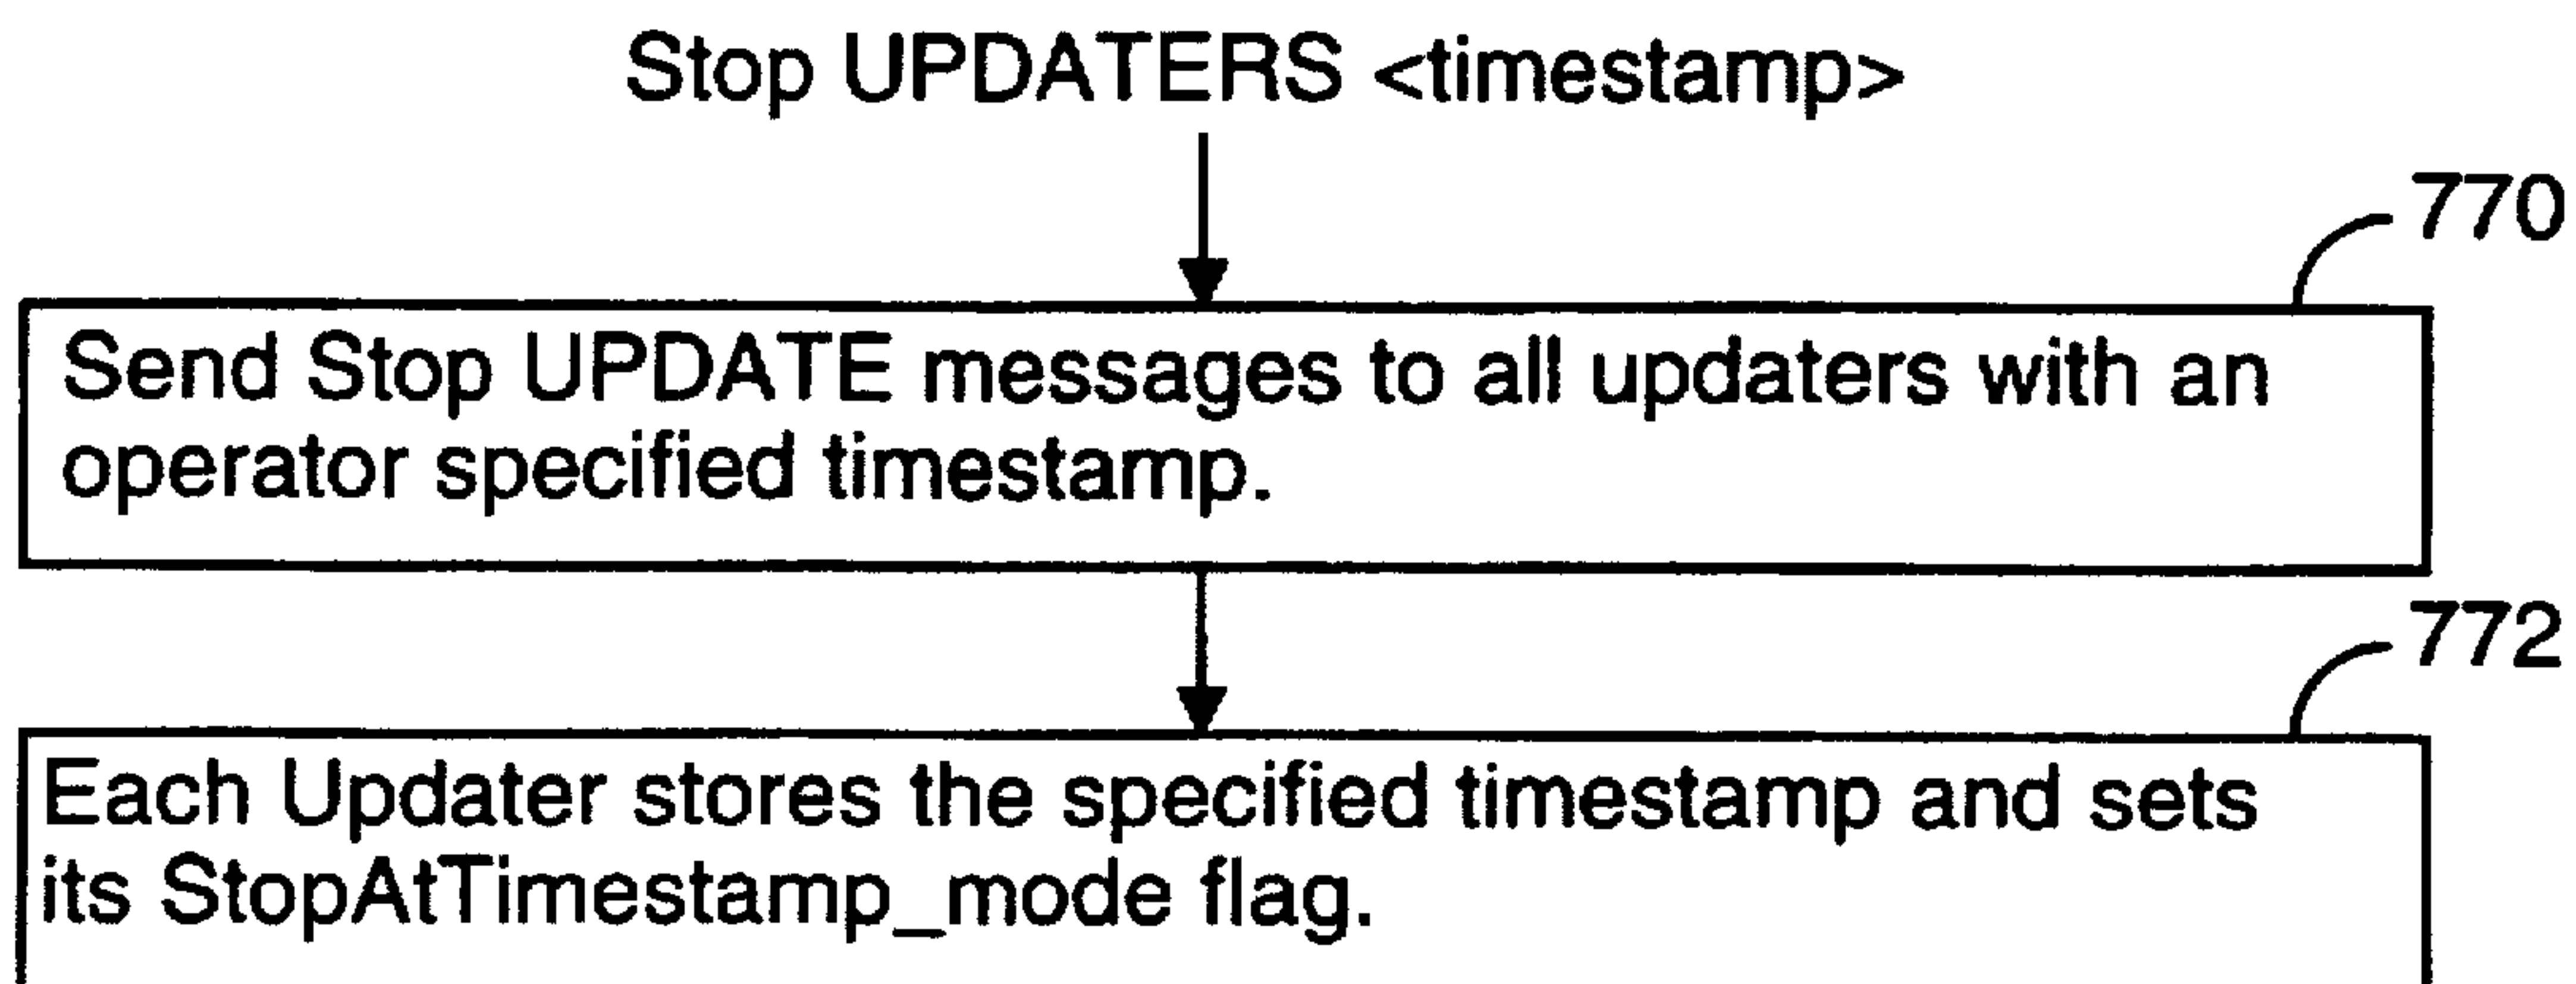 Stop UPDATERS <timestamp>
770
Send Stop UPDATE messages to all updaters with an
operator specified timestamp.
772
Each Updater stores the specified timestamp and sets
its StopAtTimestamp_mode flag.